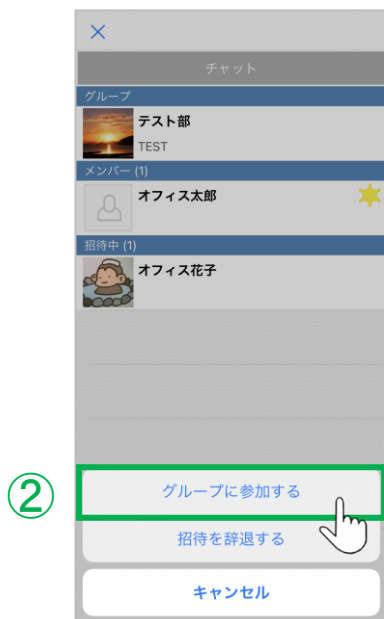 チャット
グループ
テスト部
TEST
メンバー (1)
オフィス太郎
招待中 (1)
オフィス花子
② グループに参加する
招待を辞退する
キャンセル